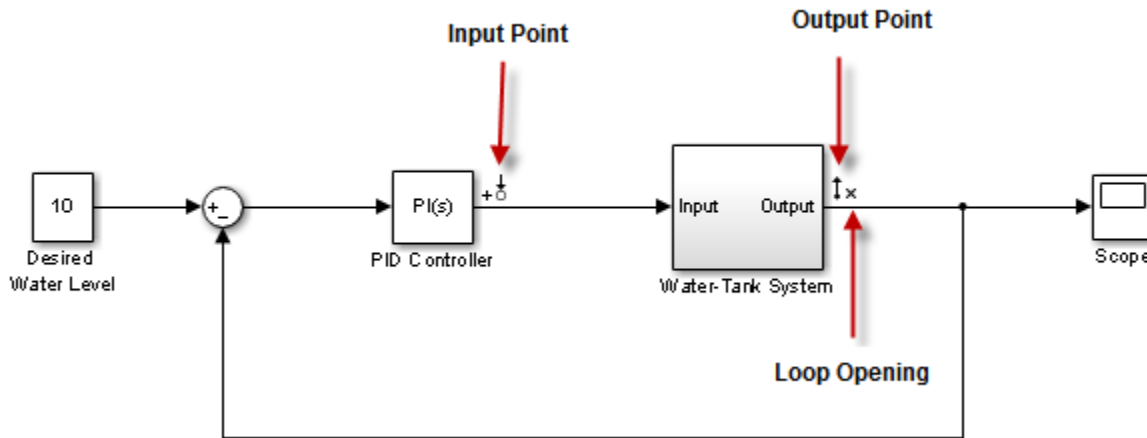 Input Point
Output Point
10
+
-
PI(s)
+
Input
Output
x
Desired
Water Level
PID Controller
Water-Tank System
Scope
Loop Opening